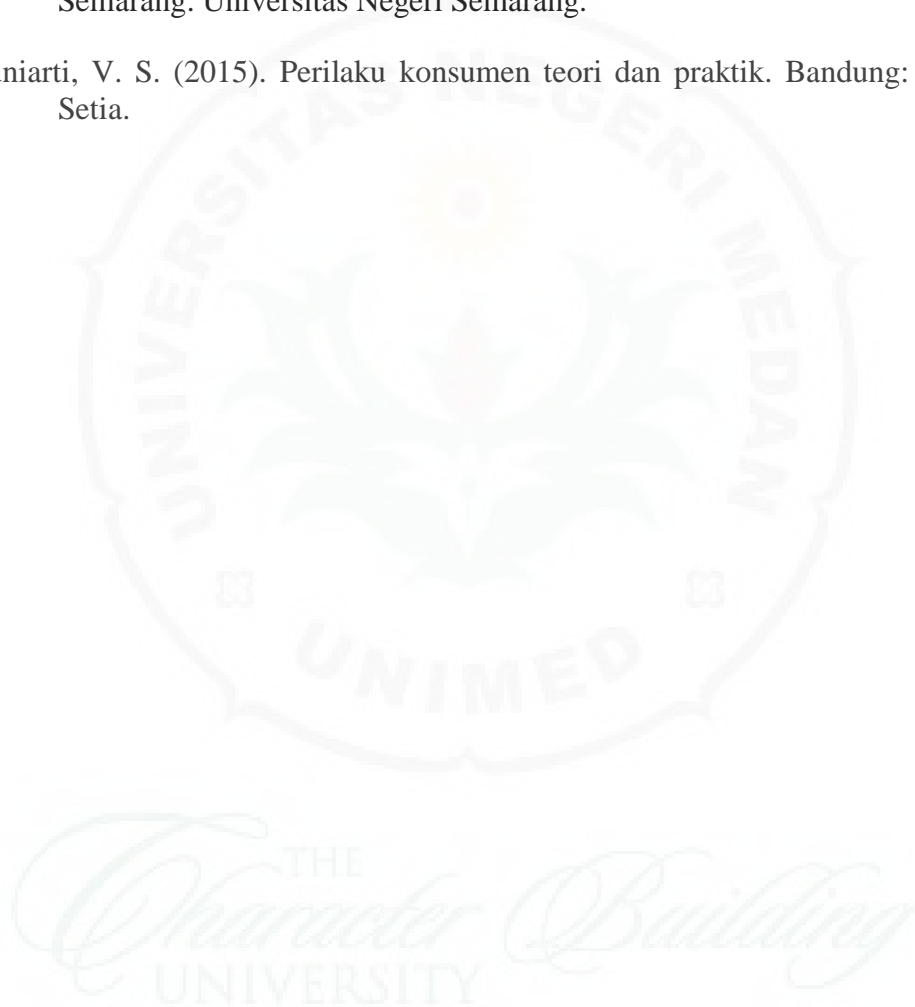 Semarang: Universitas Negeri Semarang.
uniarti, V. S. (2015). Perilaku konsumen teori dan praktik. Bandung:
Setia.
UNIVERSITAS NEGERI MEDAN
UNIMED
THE
Character Building
UNIVERSITY